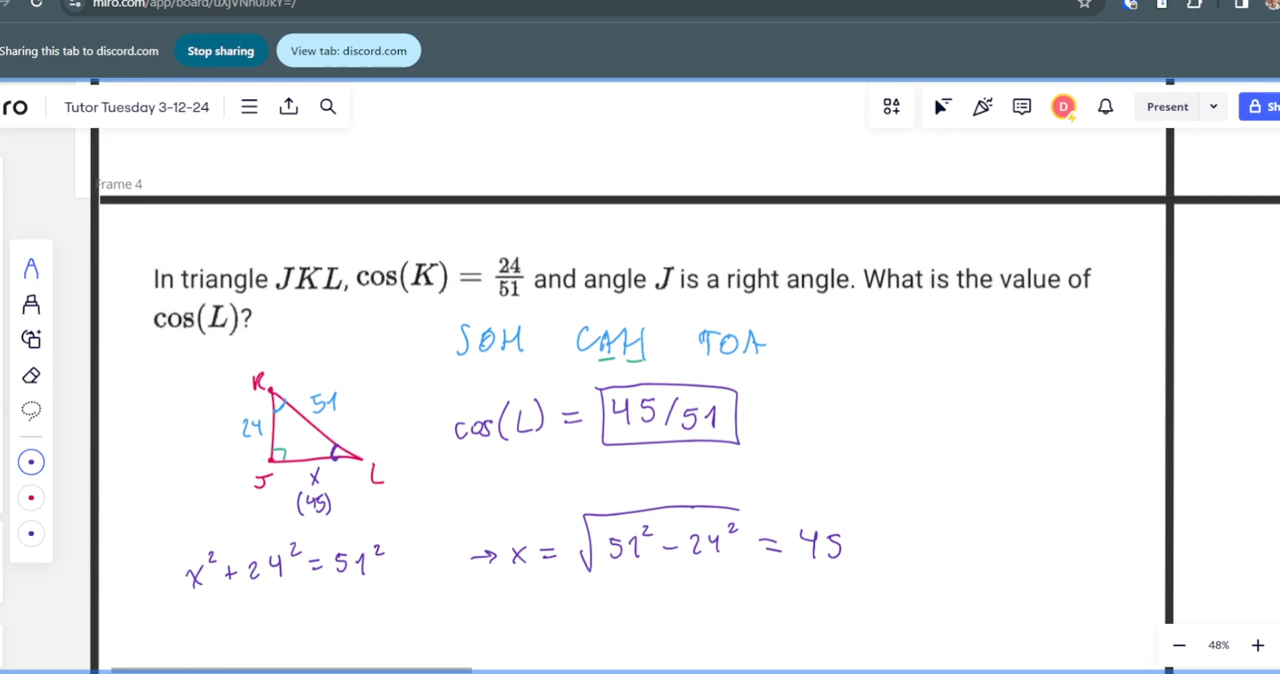 miro.com/app/board/uXjVNn0IJkY=/
Sharing this tab to discord.com
Stop sharing
View tab: discord.com
ro
Tutor Tuesday 3-12-24
D
Present
Sh
Frame 4
In triangle JKL, cos(K) = 24/51 and angle J is a right angle. What is the value of
cos(L)?
SOH CAH TOA
K
51
24
cos(L) = 45/51
J
x
L
(45)
x² + 24² = 51²
→ x = √51² − 24² = 45
48%